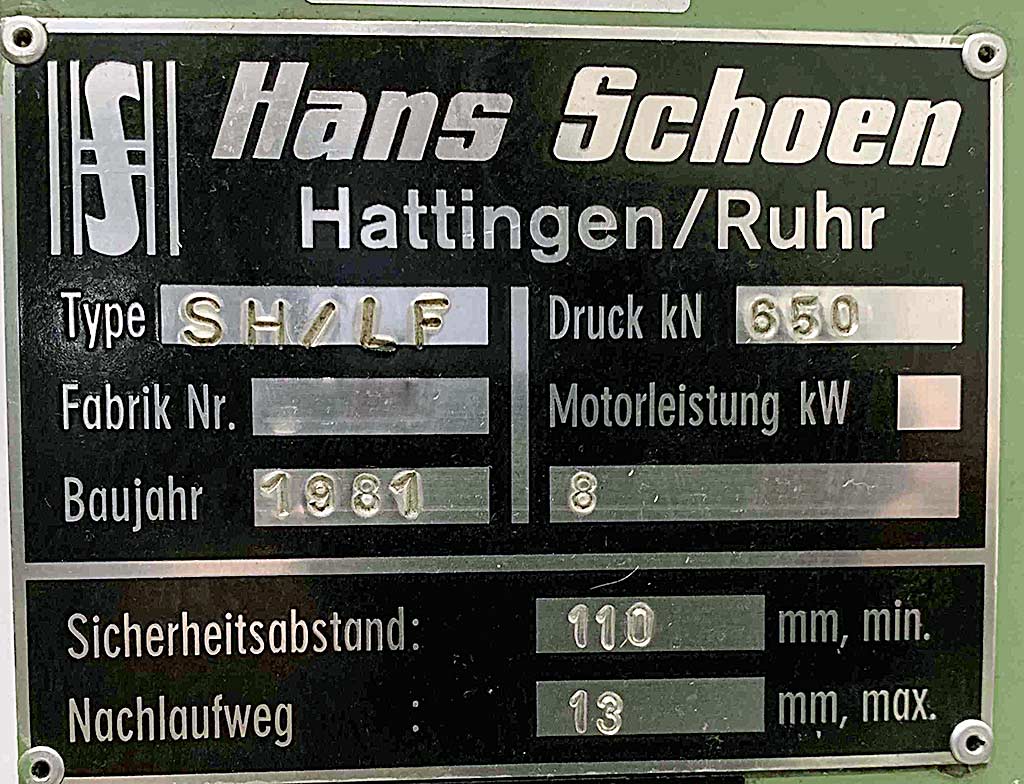 HS Hans Schoen
Hattingen/Ruhr
Type SH/LF Druck kN 650
Fabrik Nr. Motorleistung kW
Baujahr 1981 8
Sicherheitsabstand: 110 mm, min.
Nachlaufweg : 13 mm, max.